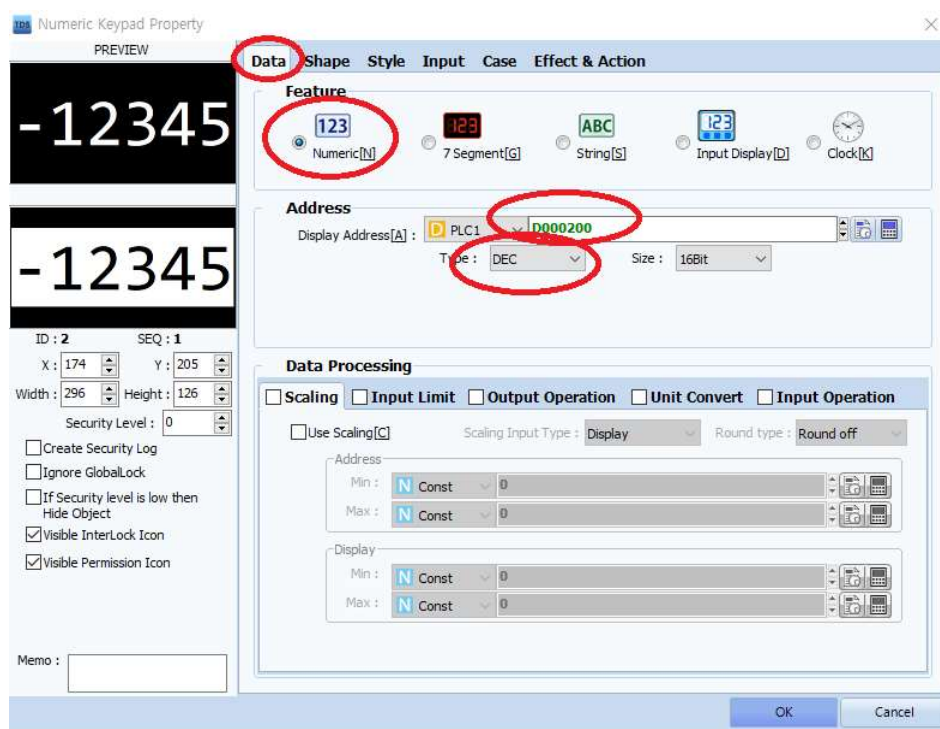 TDS Numeric Keypad Property
PREVIEW
-12345
-12345
ID : 2 SEQ : 1
X : 174 Y : 205
Width : 296 Height : 126
Security Level : 0
Create Security Log
Ignore GlobalLock
If Security level is low then
Hide Object
Visible InterLock Icon
Visible Permission Icon
Memo :
Data Shape Style Input Case Effect & Action
Feature
123 123 ABC 123
Numeric[N] 7 Segment[G] String[S] Input Display[D] Clock[K]
Address
Display Address[A] : D PLC1 D000200
Type : DEC Size : 16Bit
Data Processing
Scaling Input Limit Output Operation Unit Convert Input Operation
Use Scaling[C] Scaling Input Type : Display Round type : Round off
Address
Min : N Const 0
Max : N Const 0
Display
Min : N Const 0
Max : N Const 0
OK Cancel